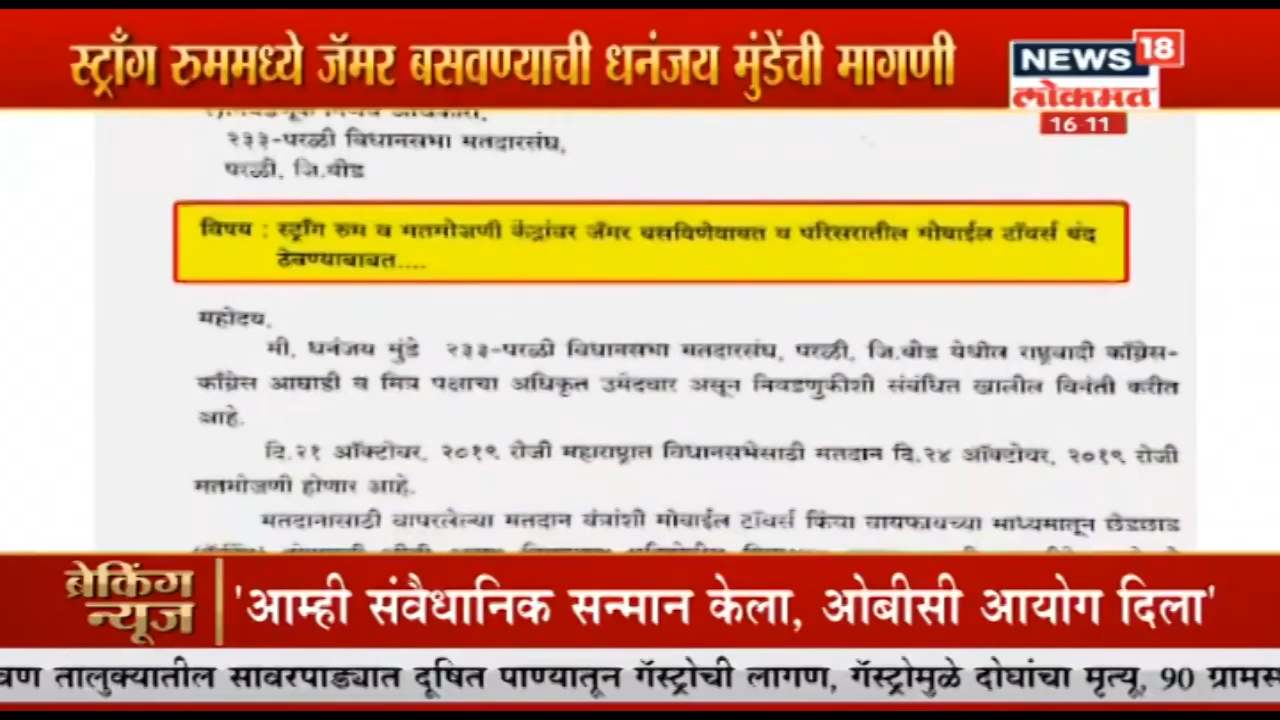 स्ट्राँग रुममध्ये जॅमर बसवण्याची धनंजय मुंडेंची मागणी
NEWS 18
लोकमत
16 11
२३३-परळी विधानसभा मतदारसंघ,
परळी, जि.बीड
विषय : स्ट्राँग रुम व मतमोजणी केंद्रांवर जॅमर बसविणेबाबत व परिसरातील मोबाईल टॉवर्स बंद
ठेवण्याबाबत....
महोदय,
मी, धनंजय मुंडे २३३-परळी विधानसभा मतदारसंघ, परळी, जि.बीड येथील राष्ट्रवादी काँग्रेस-
काँग्रेस आघाडी व मित्र पक्षाचा अधिकृत उमेदवार असून निवडणुकीशी संबंधित खालील विनंती करीत
आहे.
दि.२१ ऑक्टोबर, २०१९ रोजी महाराष्ट्रात विधानसभेसाठी मतदान दि.२४ ऑक्टोबर, २०१९ रोजी
मतमोजणी होणार आहे.
मतदानासाठी वापरलेल्या मतदान यंत्रांशी मोबाईल टॉवर्स किंवा वायफायच्या माध्यमातून छेडछाड
ब्रेकिंग
न्यूज
'आम्ही संवैधानिक सन्मान केला, ओबीसी आयोग दिला'
तालुक्यातील सावरपाड्यात दूषित पाण्यातून गॅस्ट्रोची लागण, गॅस्ट्रोमुळे दोघांचा मृत्यू, 90